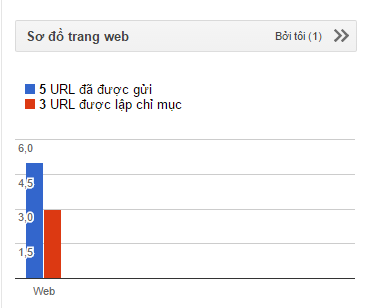 Sơ đồ trang web Bởi tôi (1)
5 URL đã được gửi
3 URL được lập chỉ mục
6,0
4,5
3,0
1,5
Web